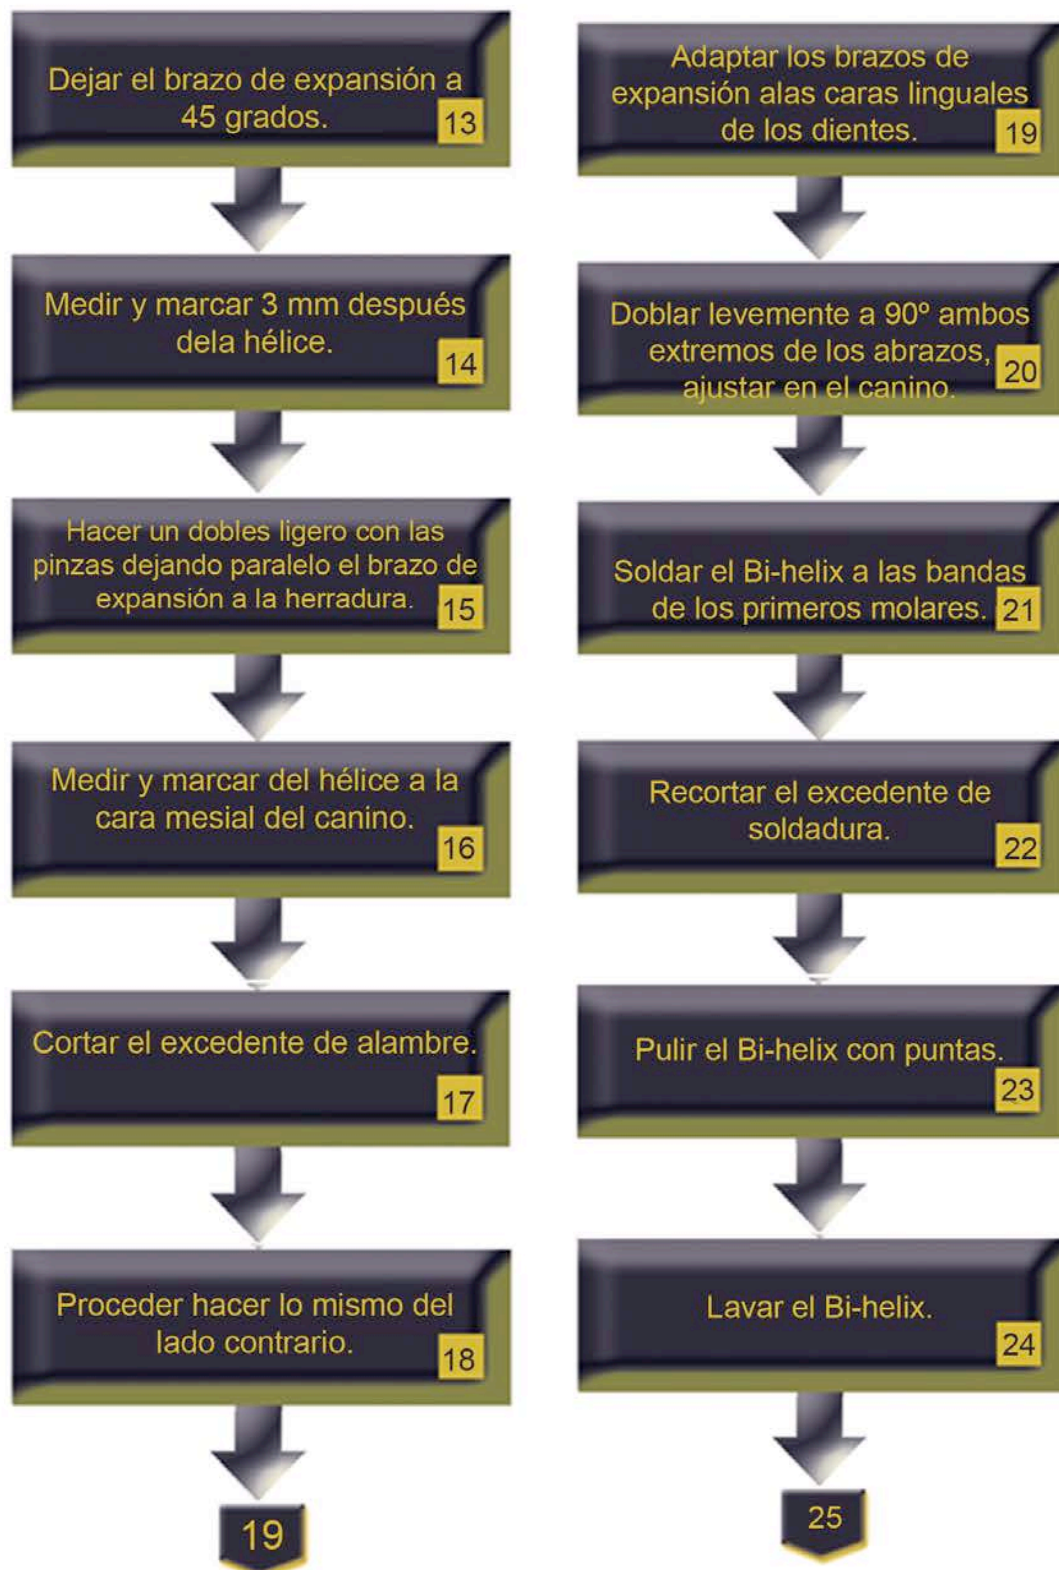 Dejar el brazo de expansión a
45 grados.
13
Medir y marcar 3 mm después
dela hélice.
14
Hacer un dobles ligero con las
pinzas dejando paralelo el brazo de
expansión a la herradura.
15
Medir y marcar del hélice a la
cara mesial del canino.
16
Cortar el excedente de alambre.
17
Proceder hacer lo mismo del
lado contrario.
18
19
Adaptar los brazos de
expansión alas caras linguales
de los dientes.
19
Doblar levemente a 90º ambos
extremos de los abrazos,
ajustar en el canino.
20
Soldar el Bi-helix a las bandas
de los primeros molares.
21
Recortar el excedente de
soldadura.
22
Pulir el Bi-helix con puntas.
23
Lavar el Bi-helix.
24
25